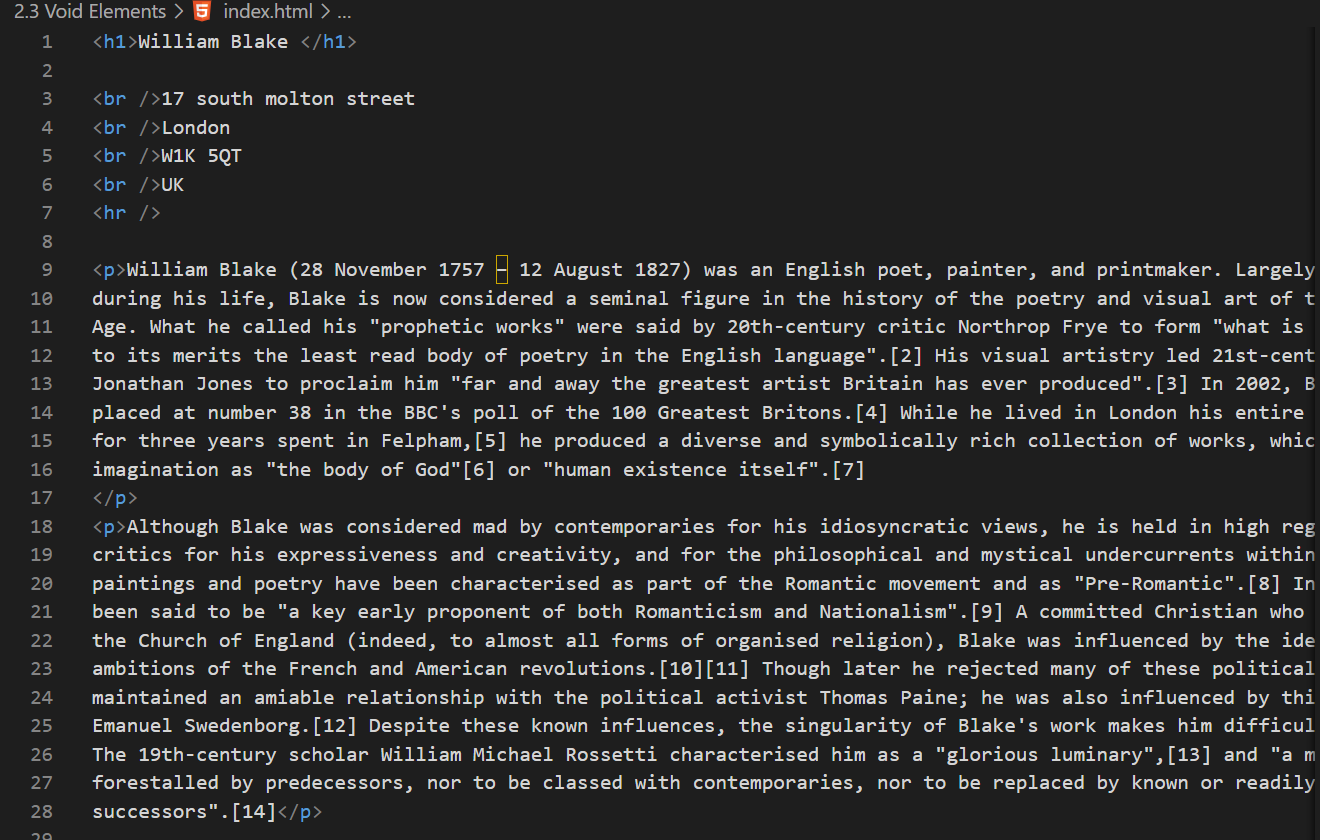 2.3 Void Elements > index.html > ...
1 <h1>William Blake </h1>
2
3 <br />17 south molton street
4 <br />London
5 <br />W1K 5QT
6 <br />UK
7 <hr />
8
9 <p>William Blake (28 November 1757 – 12 August 1827) was an English poet, painter, and printmaker. Largely
10 during his life, Blake is now considered a seminal figure in the history of the poetry and visual art of t
11 Age. What he called his "prophetic works" were said by 20th-century critic Northrop Frye to form "what is
12 to its merits the least read body of poetry in the English language".[2] His visual artistry led 21st-cent
13 Jonathan Jones to proclaim him "far and away the greatest artist Britain has ever produced".[3] In 2002, B
14 placed at number 38 in the BBC's poll of the 100 Greatest Britons.[4] While he lived in London his entire
15 for three years spent in Felpham,[5] he produced a diverse and symbolically rich collection of works, whic
16 imagination as "the body of God"[6] or "human existence itself".[7]
17 </p>
18 <p>Although Blake was considered mad by contemporaries for his idiosyncratic views, he is held in high reg
19 critics for his expressiveness and creativity, and for the philosophical and mystical undercurrents within
20 paintings and poetry have been characterised as part of the Romantic movement and as "Pre-Romantic".[8] In
21 been said to be "a key early proponent of both Romanticism and Nationalism".[9] A committed Christian who
22 the Church of England (indeed, to almost all forms of organised religion), Blake was influenced by the ide
23 ambitions of the French and American revolutions.[10][11] Though later he rejected many of these political
24 maintained an amiable relationship with the political activist Thomas Paine; he was also influenced by thi
25 Emanuel Swedenborg.[12] Despite these known influences, the singularity of Blake's work makes him difficul
26 The 19th-century scholar William Michael Rossetti characterised him as a "glorious luminary",[13] and "a m
27 forestalled by predecessors, nor to be classed with contemporaries, nor to be replaced by known or readily
28 successors".[14]</p>
29